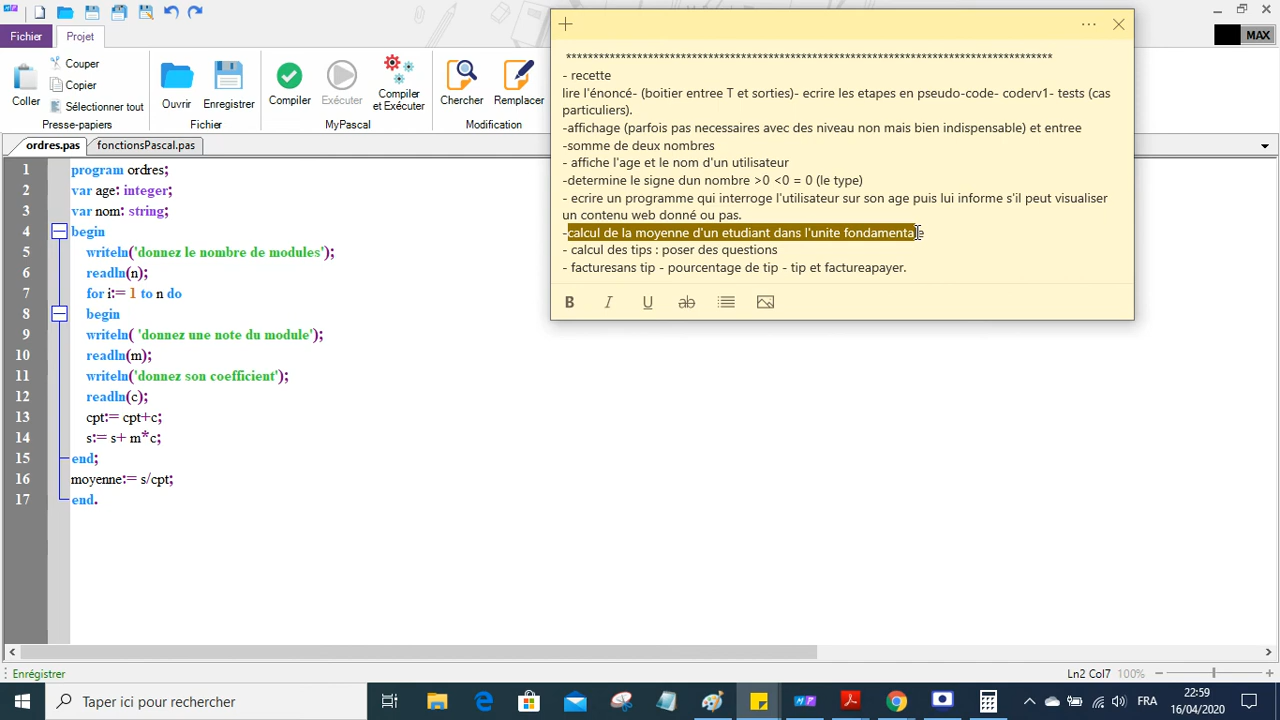 Fichier
Projet
MAX
Coller
Couper
Copier
Sélectionner tout
Ouvrir
Enregistrer
Compiler
Exécuter
Compiler
et Exécuter
Chercher
Remplacer
Presse-papiers
Fichier
MyPascal
Modification
ordres.pas
fonctionsPascal.pas
1 program ordres;
2 var age: integer;
3 var nom: string;
4 begin
5 writeln('donnez le nombre de modules');
6 readln(n);
7 for i:= 1 to n do
8 begin
9 writeln( 'donnez une note du module');
10 readln(m);
11 writeln('donnez son coefficient');
12 readln(c);
13 cpt:= cpt+c;
14 s:= s+ m*c;
15 end;
16 moyenne:= s/cpt;
17 end.
*****************************************************************************************
- recette
lire l'énoncé- (boitier entree T et sorties)- ecrire les etapes en pseudo-code- coderv1- tests (cas
particuliers).
-affichage (parfois pas necessaires avec des niveau non mais bien indispensable) et entree
-somme de deux nombres
- affiche l'age et le nom d'un utilisateur
-determine le signe dun nombre >0 <0 = 0 (le type)
- ecrire un programme qui interroge l'utilisateur sur son age puis lui informe s'il peut visualiser
un contenu web donné ou pas.
-calcul de la moyenne d'un etudiant dans l'unite fondamentale
- calcul des tips : poser des questions
- facturesans tip - pourcentage de tip - tip et factureapayer.
B I U ab
Enregistré
Ln2 Col7 100%
Taper ici pour rechercher
FRA
22:59
16/04/2020